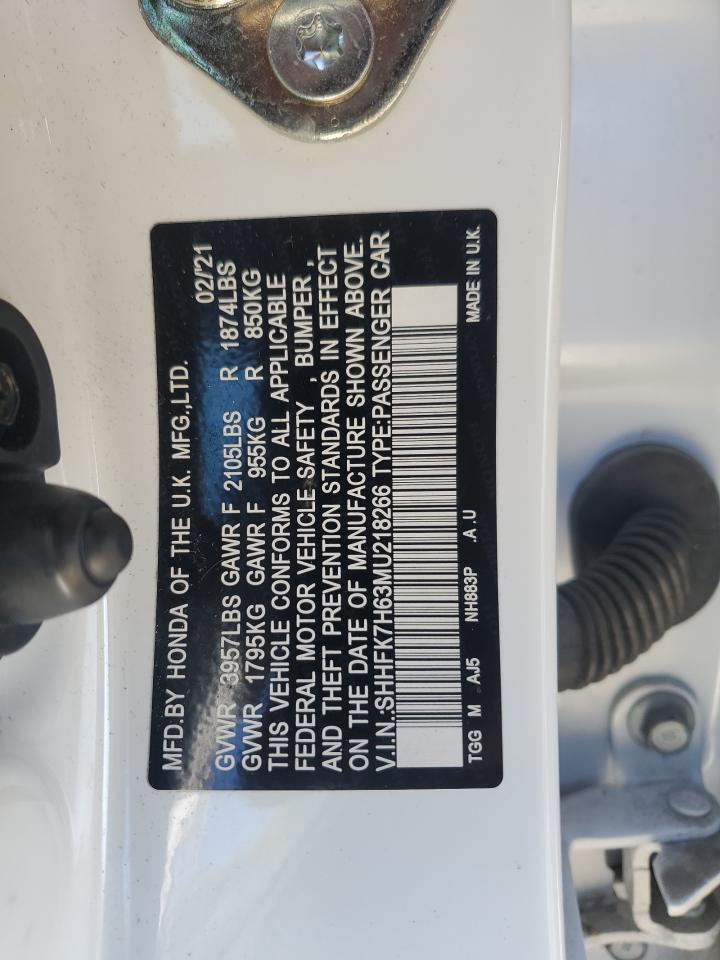 MFD.BY HONDA OF THE U.K. MFG.,LTD. 02/21
GVWR 3957LBS GAWR F 2105LBS R 1874LBS
GVWR 1795KG GAWR F 955KG R 850KG
THIS VEHICLE CONFORMS TO ALL APPLICABLE
FEDERAL MOTOR VEHICLE SAFETY , BUMPER ,
AND THEFT PREVENTION STANDARDS IN EFFECT
ON THE DATE OF MANUFACTURE SHOWN ABOVE.
V.I.N.:SHHFK7H63MU218266 TYPE:PASSENGER CAR
TGG M AJ5 NH883P .A .U MADE IN U.K.